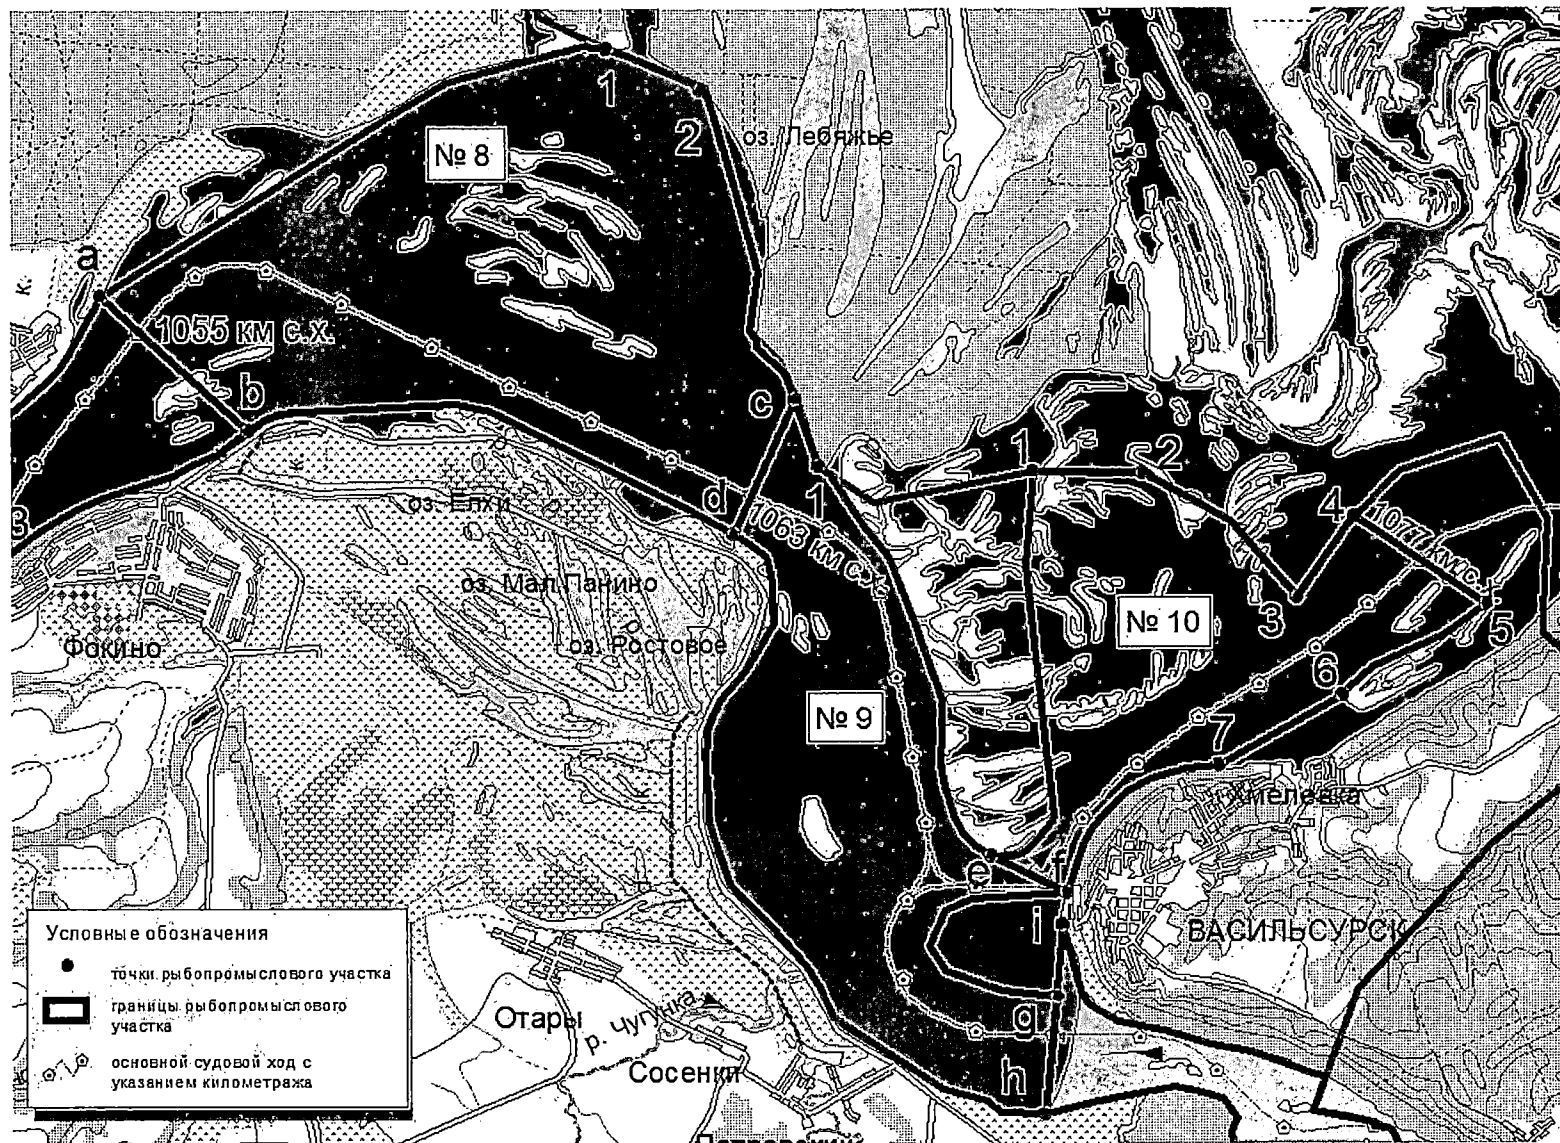 1
2
оз. Лебяжье
№ 8
а
к.
1055 км с.х.
b
c
1
2
к
d
1
4
оз. Елхи
1063 км с.х.
1077 км с.х.
3
оз. Мал.Панино
3
5
№ 10
оз. Ростовое
Фокино
6
№ 9
7
Хмелевка
e
f
i
ВАСИЛЬСУРСК
Отары
р. Чугунка
g
Сосенки
h
Условные обозначения
точки рыбопромыслового участка
границы рыбопромыслового
участка
основной судовой ход с
указанием километража